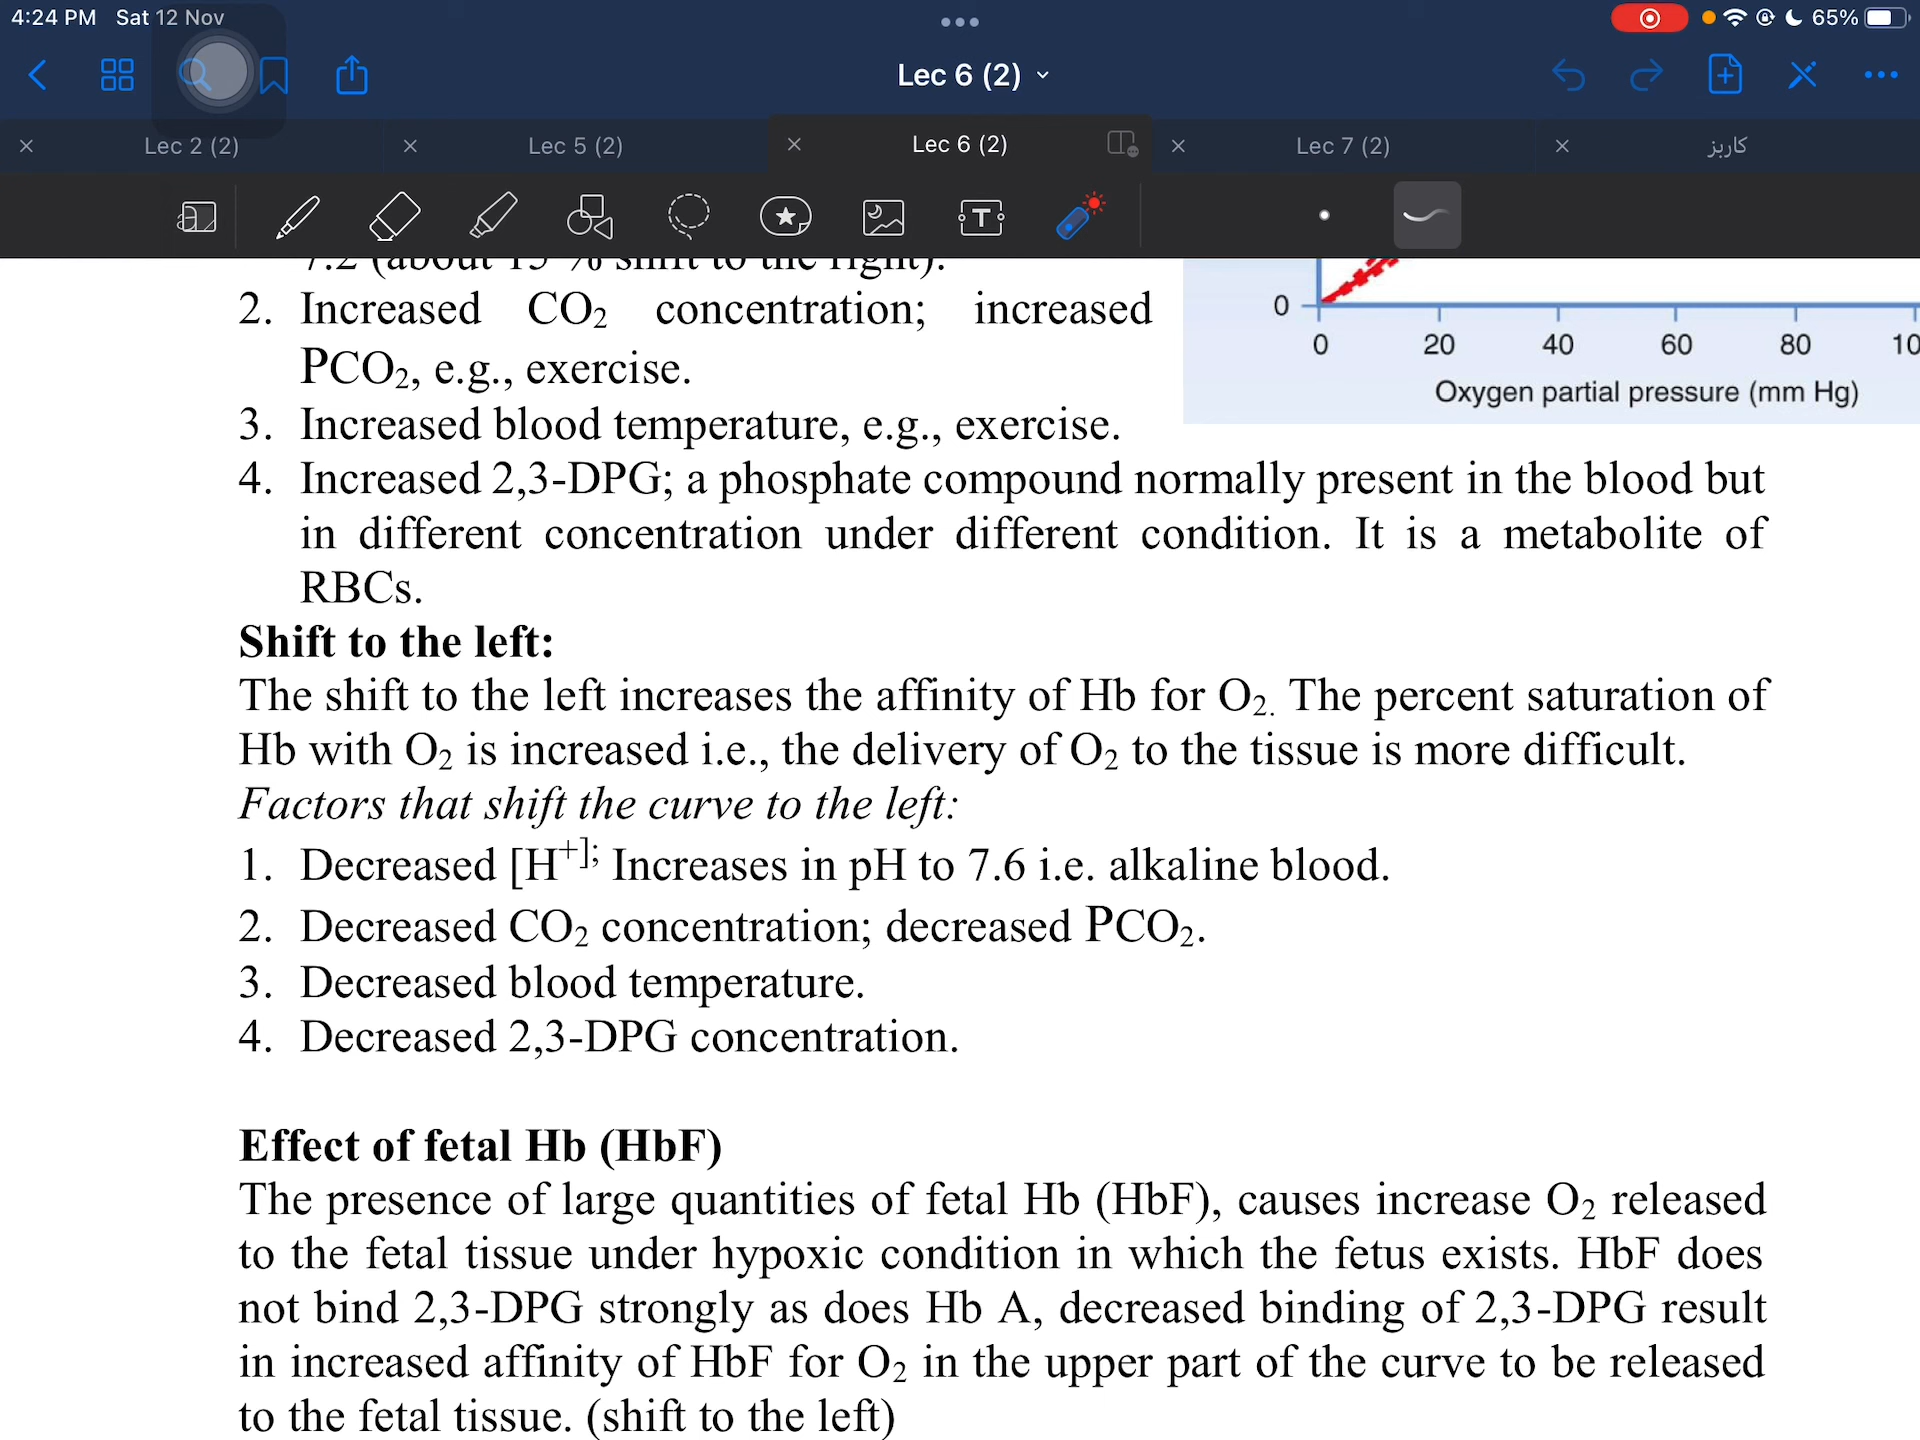 4:24 PM Sat 12 Nov
65%
Lec 6 (2)
Lec 2 (2)
Lec 5 (2)
Lec 6 (2)
Lec 7 (2)
كاربز
7.2 (about 15 % shift to the right).
2. Increased CO₂ concentration; increased
PCO₂, e.g., exercise.
3. Increased blood temperature, e.g., exercise.
4. Increased 2,3-DPG; a phosphate compound normally present in the blood but
in different concentration under different condition. It is a metabolite of
RBCs.
0
0 20 40 60 80 10
Oxygen partial pressure (mm Hg)
Shift to the left:
The shift to the left increases the affinity of Hb for O₂. The percent saturation of
Hb with O₂ is increased i.e., the delivery of O₂ to the tissue is more difficult.
Factors that shift the curve to the left:
1. Decreased [H⁺]; Increases in pH to 7.6 i.e. alkaline blood.
2. Decreased CO₂ concentration; decreased PCO₂.
3. Decreased blood temperature.
4. Decreased 2,3-DPG concentration.
Effect of fetal Hb (HbF)
The presence of large quantities of fetal Hb (HbF), causes increase O₂ released
to the fetal tissue under hypoxic condition in which the fetus exists. HbF does
not bind 2,3-DPG strongly as does Hb A, decreased binding of 2,3-DPG result
in increased affinity of HbF for O₂ in the upper part of the curve to be released
to the fetal tissue. (shift to the left)